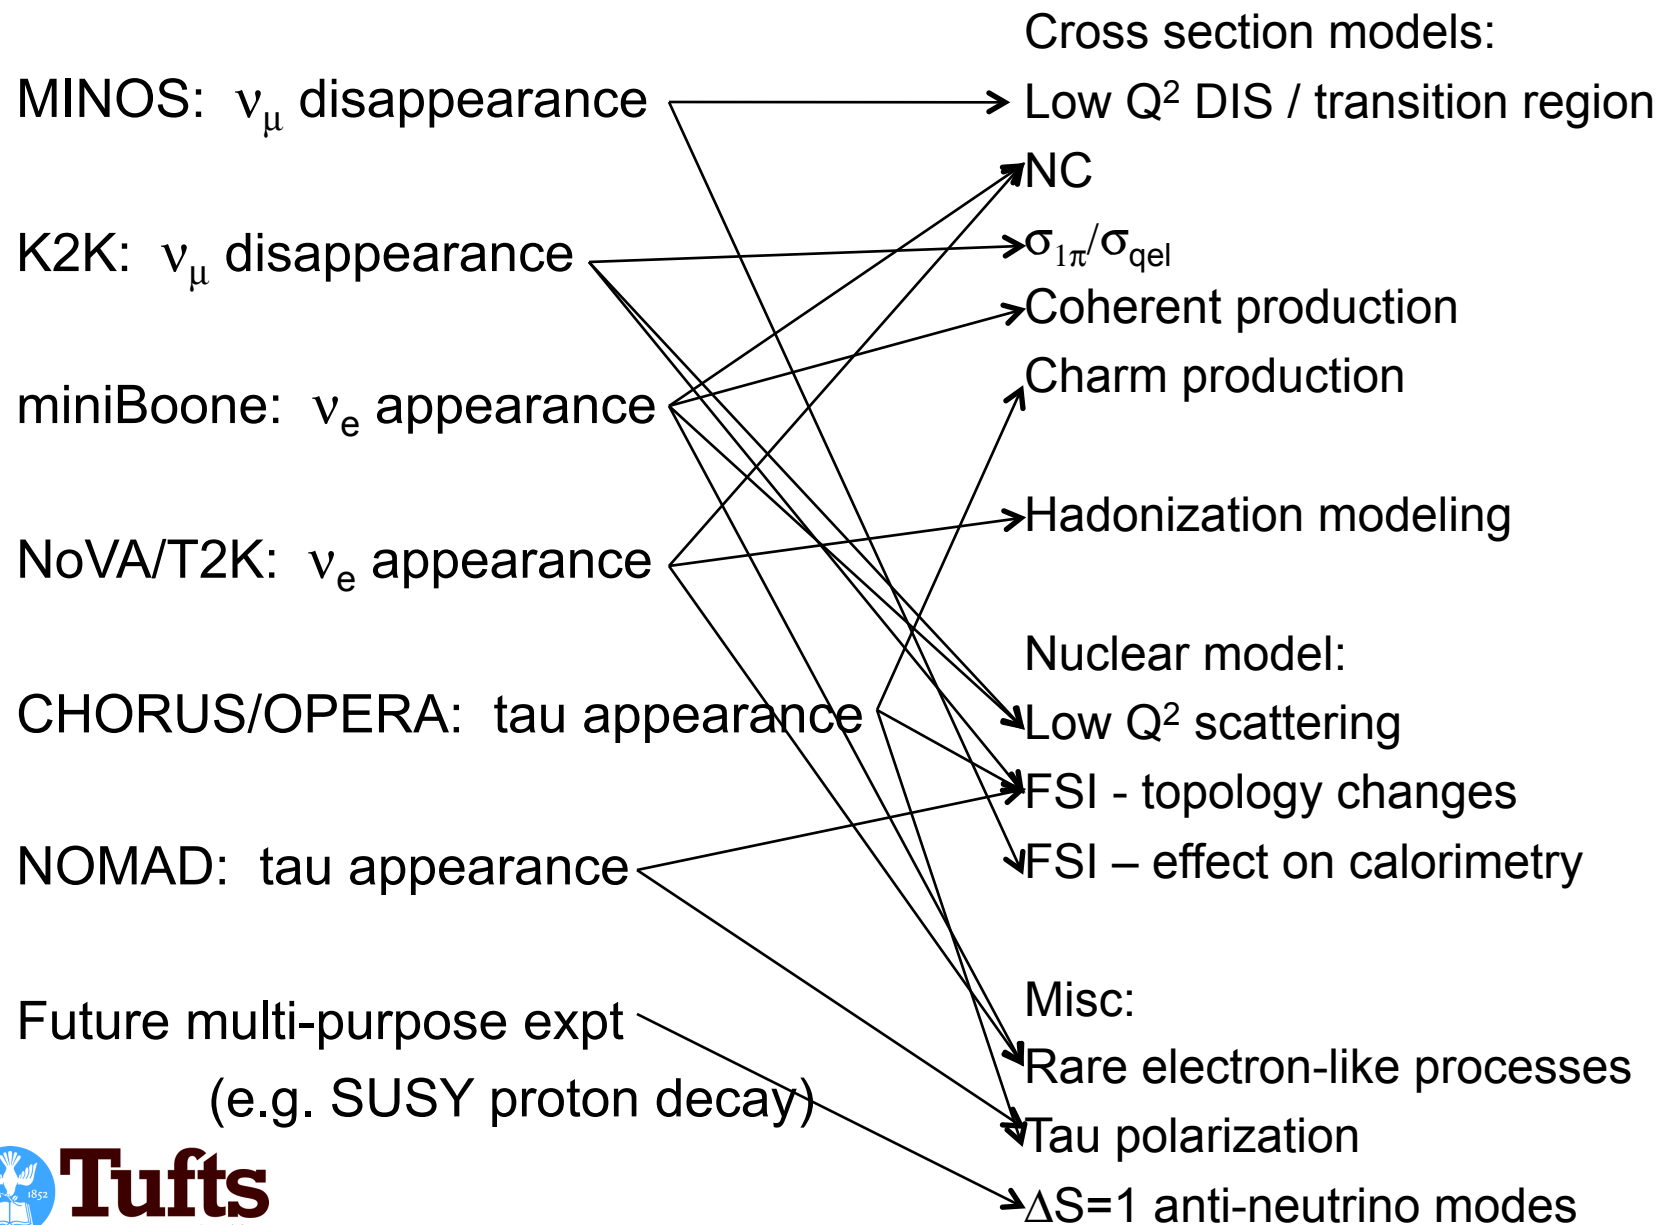 MINOS: νμ disappearance
K2K: νμ disappearance
miniBoone: νe appearance
NoVA/T2K: νe appearance
CHORUS/OPERA: tau appearance
NOMAD: tau appearance
Future multi-purpose expt
(e.g. SUSY proton decay)
Cross section models:
Low Q² DIS / transition region
NC
σ1π/σqel
Coherent production
Charm production
Hadonization modeling
Nuclear model:
Low Q² scattering
FSI - topology changes
FSI – effect on calorimetry
Misc:
Rare electron-like processes
Tau polarization
ΔS=1 anti-neutrino modes
1852
Tufts